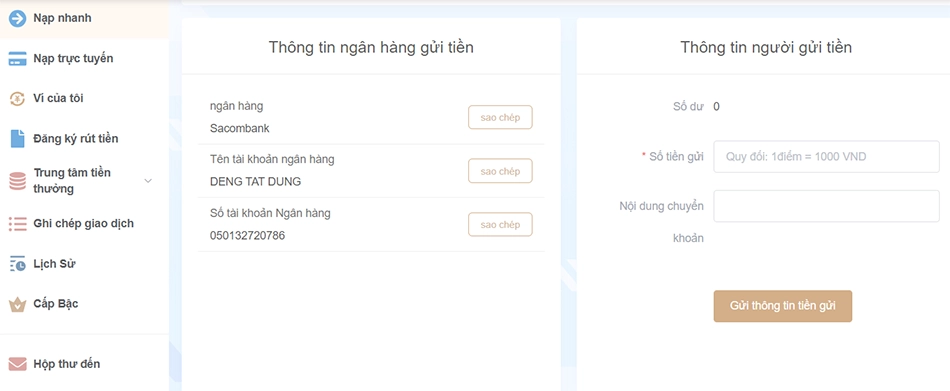 Nạp nhanh
Nạp trực tuyến
Ví của tôi
Đăng ký rút tiền
Trung tâm tiền
thưởng
Ghi chép giao dịch
Lịch Sử
Cấp Bậc
Hộp thư đến
Thông tin ngân hàng gửi tiền
ngân hàng
Sacombank
sao chép
Tên tài khoản ngân hàng
DENG TAT DUNG
sao chép
Số tài khoản Ngân hàng
050132720786
sao chép
Thông tin người gửi tiền
Số dư 0
* Số tiền gửi Quy đổi: 1điểm = 1000 VND
Nội dung chuyển
khoản
Gửi thông tin tiền gửi